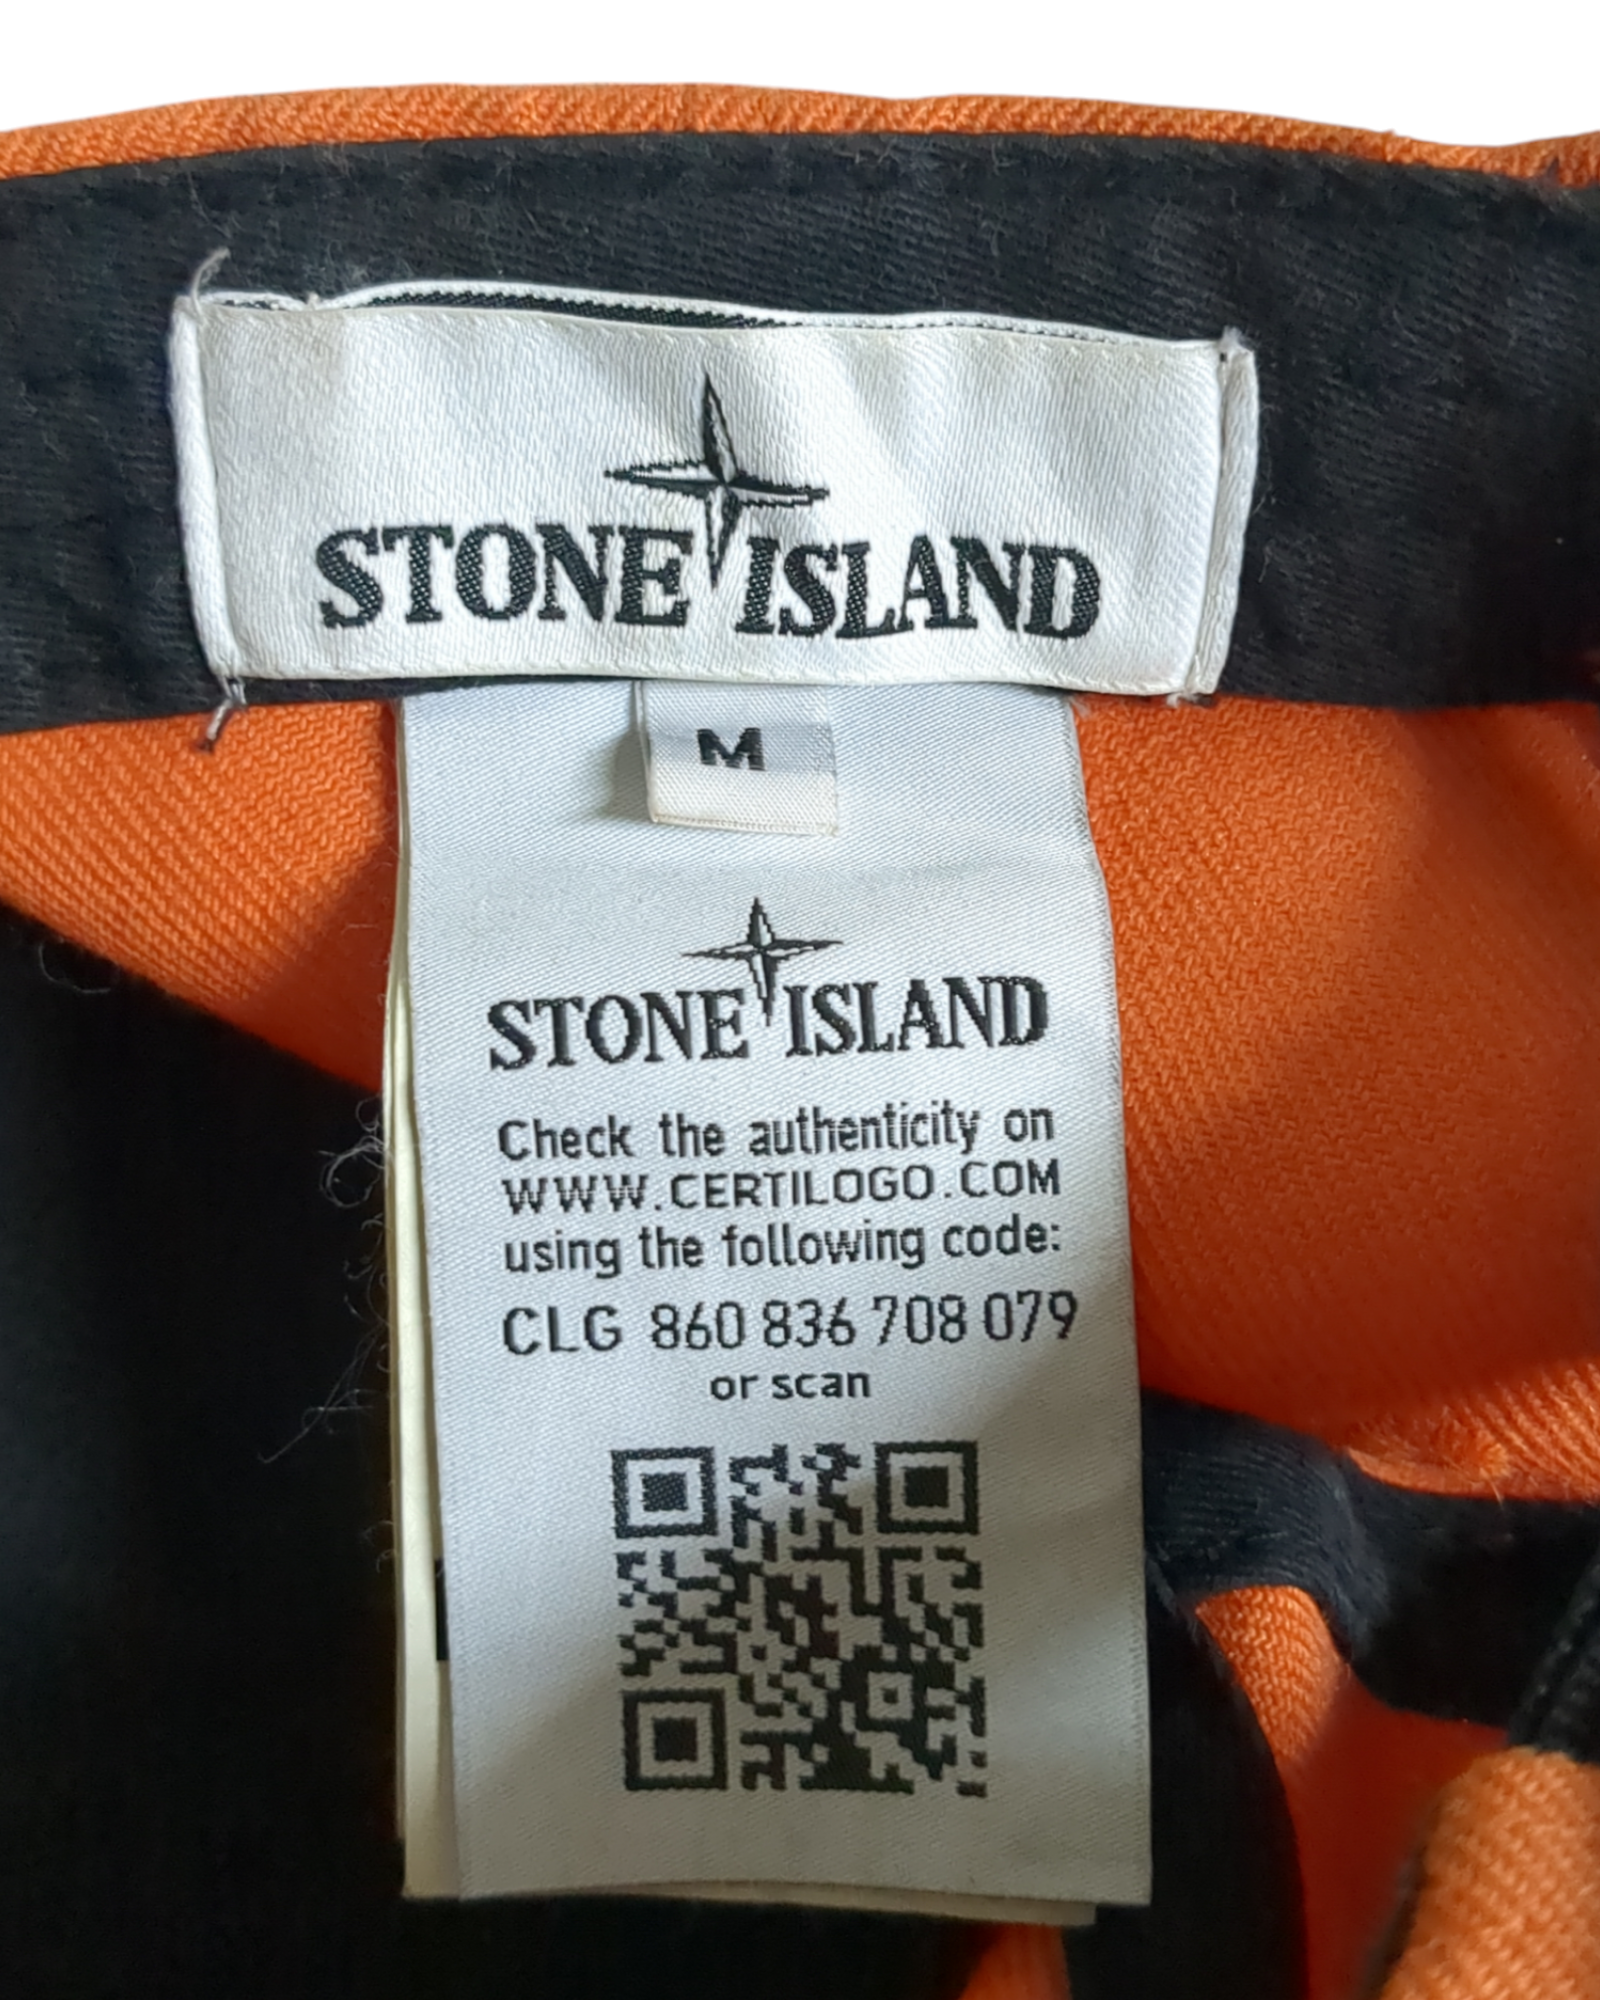 STONE ISLAND
M
STONE ISLAND
Check the authenticity on
WWW.CERTILOGO.COM
using the following code:
CLG 860 836 708 079
or scan